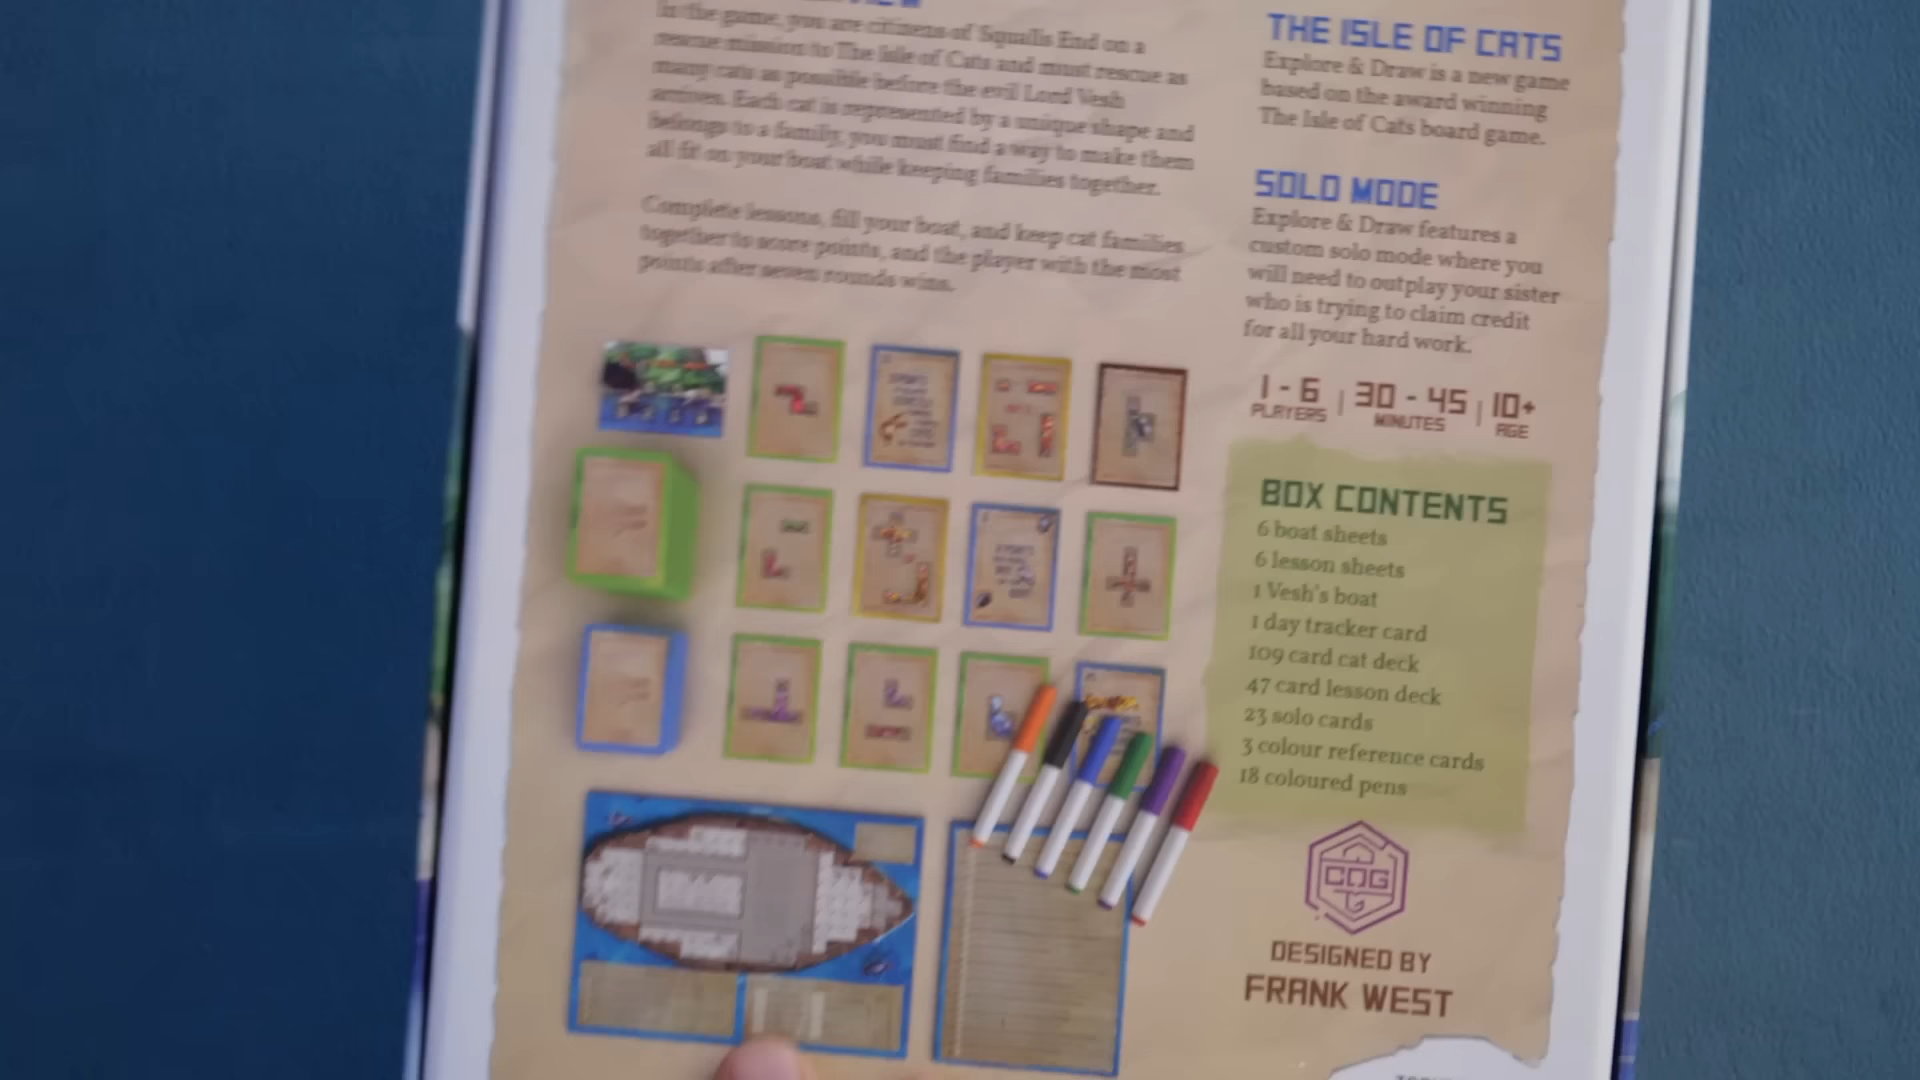 In the game, you are citizens of Squalls End on a
rescue mission to The Isle of Cats and must rescue as
many cats as possible before the evil Lord Vesh
arrives. Each cat is represented by a unique shape and
belongs to a family, you must find a way to make them
all fit on your boat while keeping families together.
Complete lessons, fill your boat, and keep cat families
together to score points, and the player with the most
points after seven rounds wins.
THE ISLE OF CATS
Explore & Draw is a new game
based on the award winning
The Isle of Cats board game.
SOLO MODE
Explore & Draw features a
custom solo mode where you
will need to outplay your sister
who is trying to claim credit
for all your hard work.
1 - 6 | 30 - 45 | 10+
PLAYERS MINUTES AGE
BOX CONTENTS
6 boat sheets
6 lesson sheets
1 Vesh's boat
1 day tracker card
109 card cat deck
47 card lesson deck
23 solo cards
3 colour reference cards
18 coloured pens
COG
DESIGNED BY
FRANK WEST